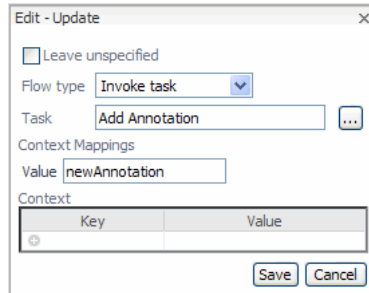 Edit - Update
Leave unspecified
Flow type Invoke task
Task Add Annotation ...
Context Mappings
Value newAnnotation
Context
Key Value
Save Cancel